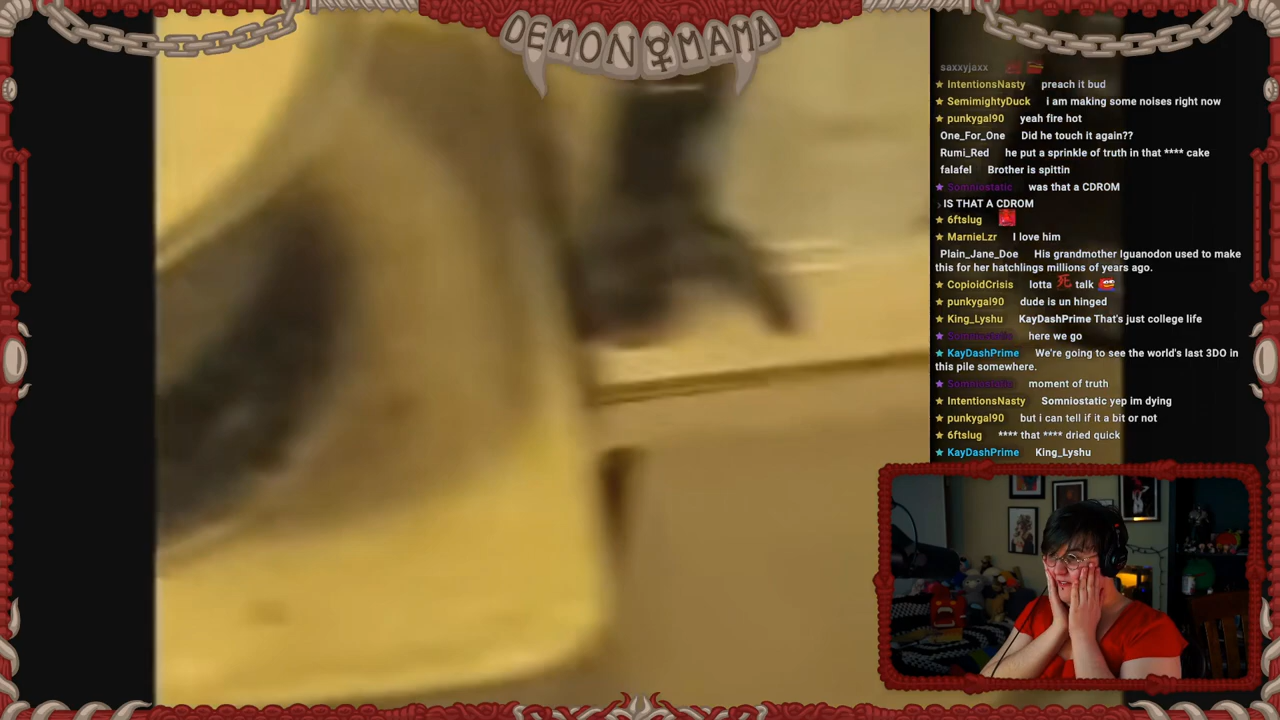 DEMON MAMA
saxxyjaxx
IntentionsNasty preach it bud
SemimightyDuck i am making some noises right now
punkygal90 yeah fire hot
One_For_One Did he touch it again??
Rumi_Red he put a sprinkle of truth in that **** cake
falafel Brother is spittin
Somniostatic was that a CDROM
IS THAT A CDROM
6ftslug
MarnieLzr I love him
Plain_Jane_Doe His grandmother Iguanodon used to make
this for her hatchlings millions of years ago.
CopioidCrisis lotta 死 talk
punkygal90 dude is un hinged
King_Lyshu KayDashPrime That's just college life
Somniostatic here we go
KayDashPrime We're going to see the world's last 3DO in
this pile somewhere.
Somniostatic moment of truth
IntentionsNasty Somniostatic yep im dying
punkygal90 but i can tell if it a bit or not
6ftslug **** that **** dried quick
KayDashPrime King_Lyshu